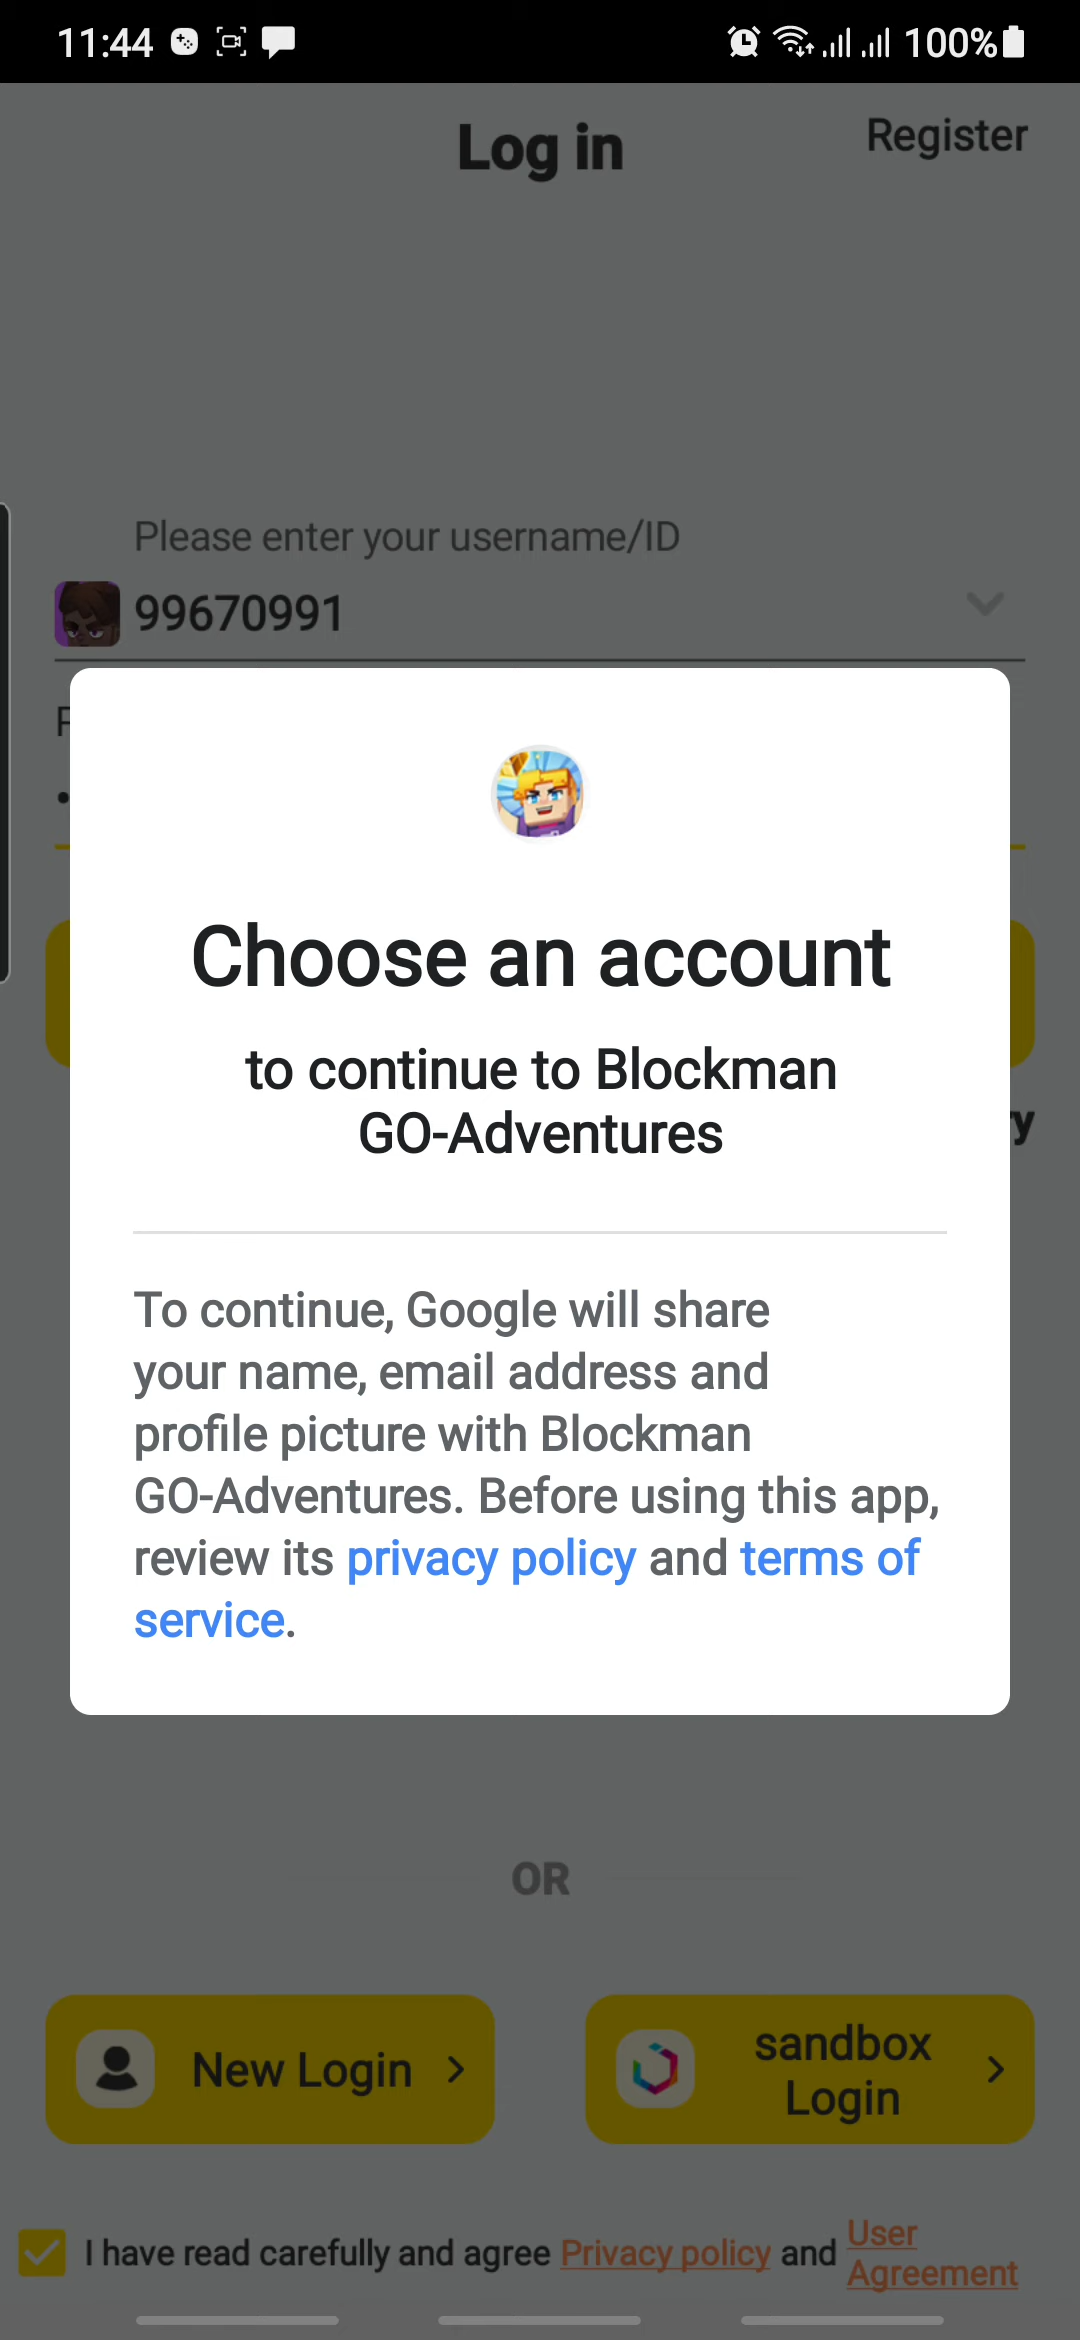 11:44
100%
Log in
Register
Please enter your username/ID
99670991
Choose an account
to continue to Blockman
GO-Adventures
To continue, Google will share
your name, email address and
profile picture with Blockman
GO-Adventures. Before using this app,
review its privacy policy and terms of
service.
OR
New Login
sandbox
Login
I have read carefully and agree Privacy policy and User
Agreement